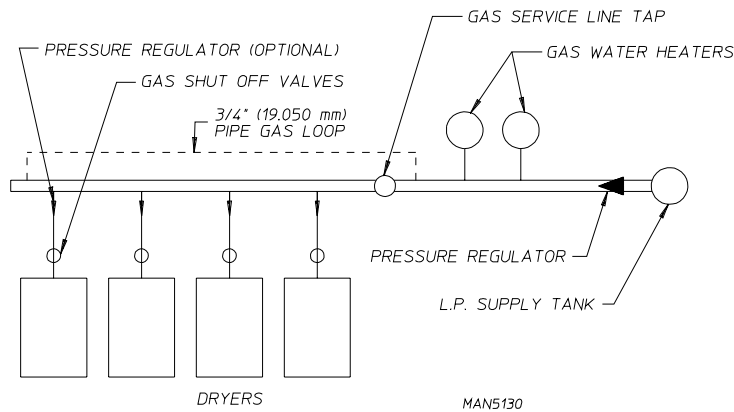 GAS SERVICE LINE TAP
PRESSURE REGULATOR (OPTIONAL)
GAS WATER HEATERS
GAS SHUT OFF VALVES
3/4" (19.050 mm)
PIPE GAS LOOP
PRESSURE REGULATOR
L.P. SUPPLY TANK
DRYERS
MAN5130